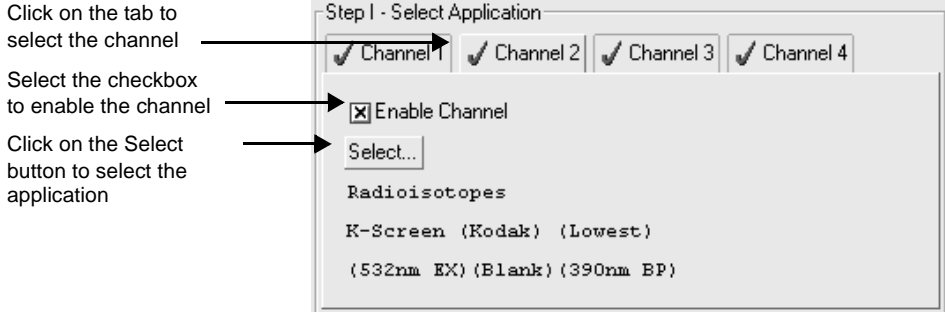 Click on the tab to
select the channel
Select the checkbox
to enable the channel
Click on the Select
button to select the
application
Step I - Select Application
Channel 1
Channel 2
Channel 3
Channel 4
Enable Channel
Select...
Radioisotopes
K-Screen (Kodak) (Lowest)
(532nm EX)(Blank)(390nm BP)